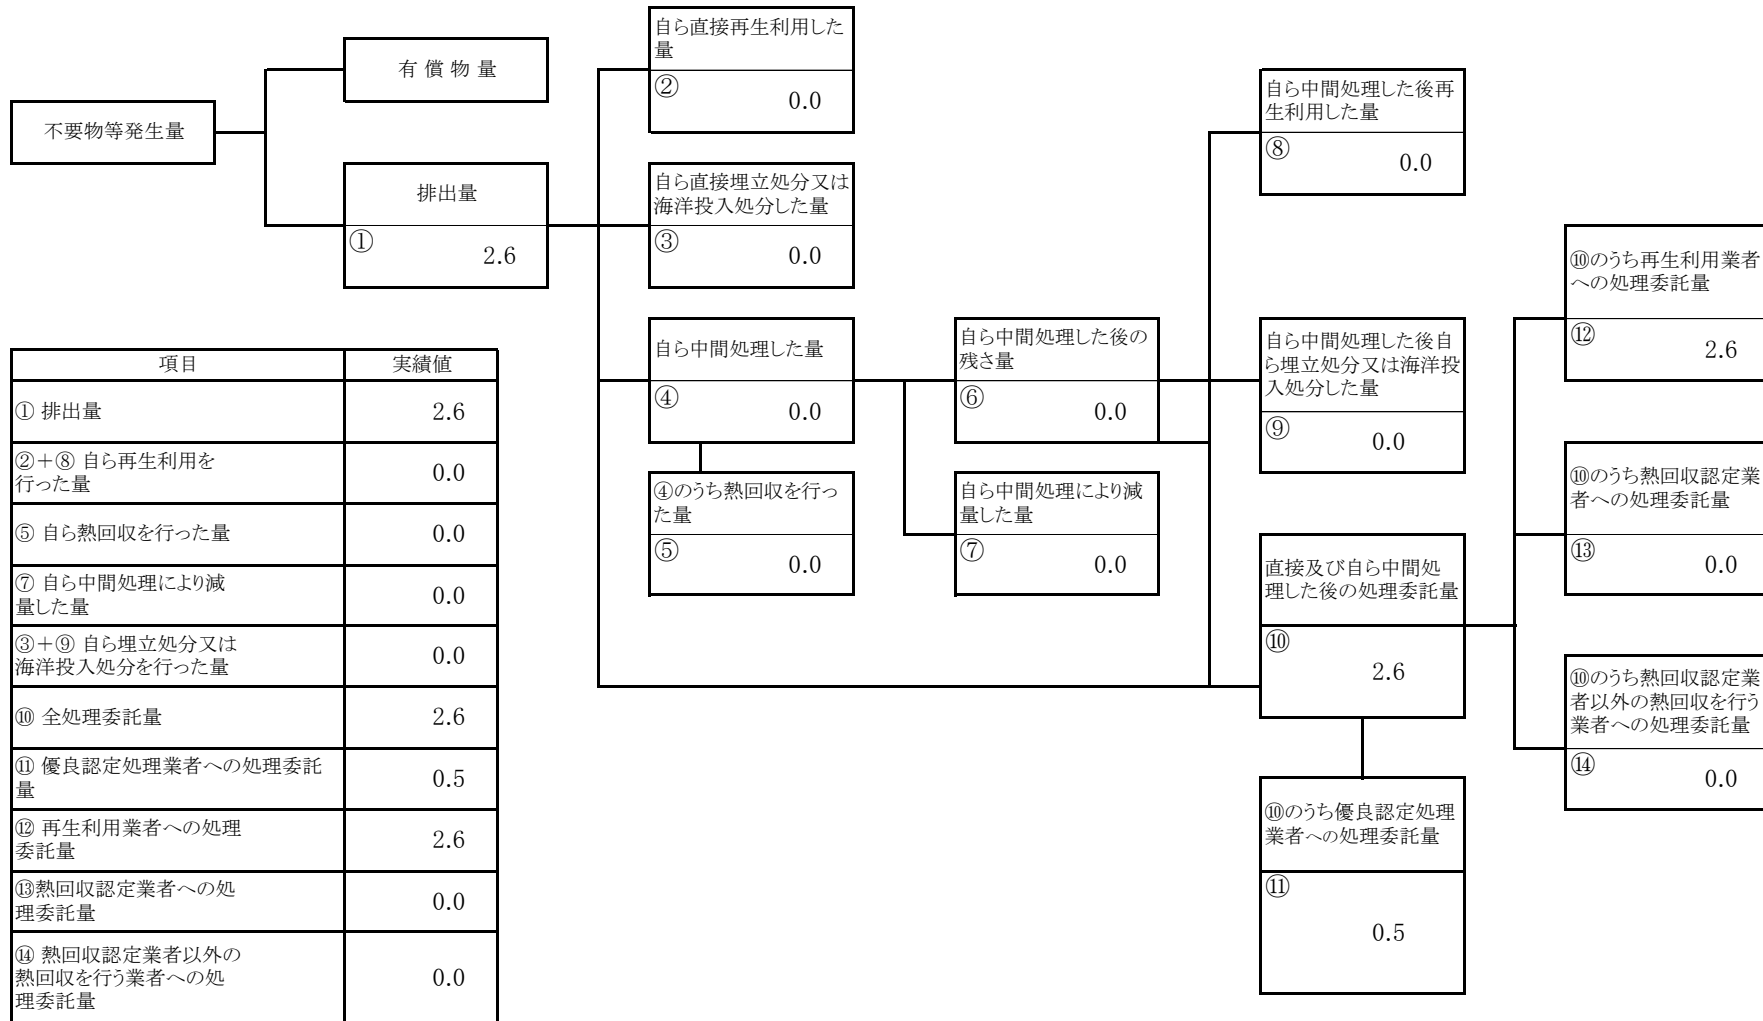 不要物等発生量
有 償 物 量
排出量
①
2.6
自ら直接再生利用した
量
②
0.0
自ら直接埋立処分又は
海洋投入処分した量
③
0.0
自ら中間処理した量
④
0.0
④のうち熱回収を行っ
た量
⑤
0.0
自ら中間処理した後の
残さ量
⑥
0.0
自ら中間処理により減
量した量
⑦
0.0
自ら中間処理した後再
生利用した量
⑧
0.0
自ら中間処理した後自
ら埋立処分又は海洋投
入処分した量
⑨
0.0
直接及び自ら中間処
理した後の処理委託量
⑩
2.6
⑩のうち優良認定処理
業者への処理委託量
⑪
0.5
⑩のうち再生利用業者
への処理委託量
⑫
2.6
⑩のうち熱回収認定業
者への処理委託量
⑬
0.0
⑩のうち熱回収認定業
者以外の熱回収を行う
業者への処理委託量
⑭
0.0
項目 実績値
① 排出量 2.6
②＋⑧ 自ら再生利用を
行った量 0.0
⑤ 自ら熱回収を行った量 0.0
⑦ 自ら中間処理により減
量した量 0.0
③＋⑨ 自ら埋立処分又は
海洋投入処分を行った量 0.0
⑩ 全処理委託量 2.6
⑪ 優良認定処理業者への処理委託
量 0.5
⑫ 再生利用業者への処理
委託量 2.6
⑬熱回収認定業者への処
理委託量 0.0
⑭ 熱回収認定業者以外の
熱回収を行う業者への処
理委託量 0.0